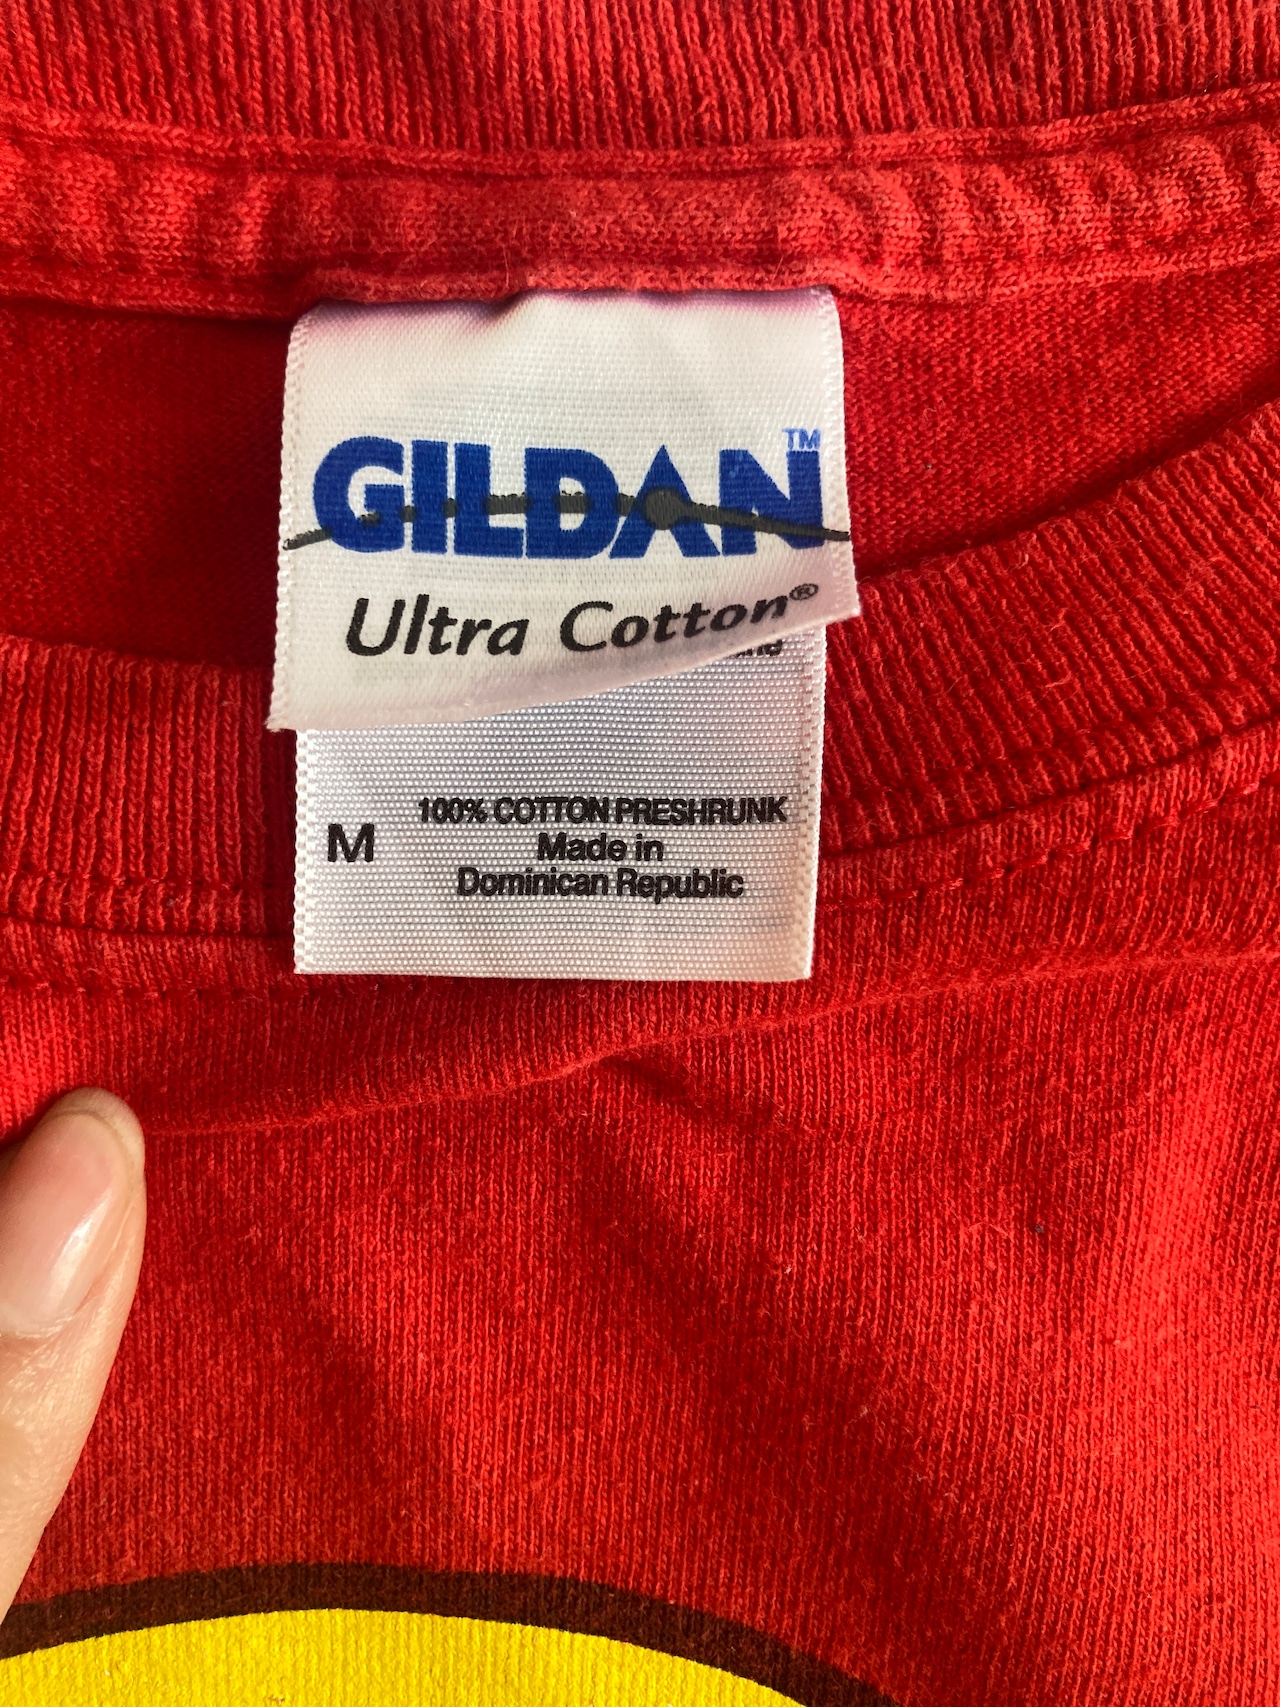 GILDAN™
Ultra Cotton®
M
100% COTTON PRESHRUNK
Made in
Dominican Republic